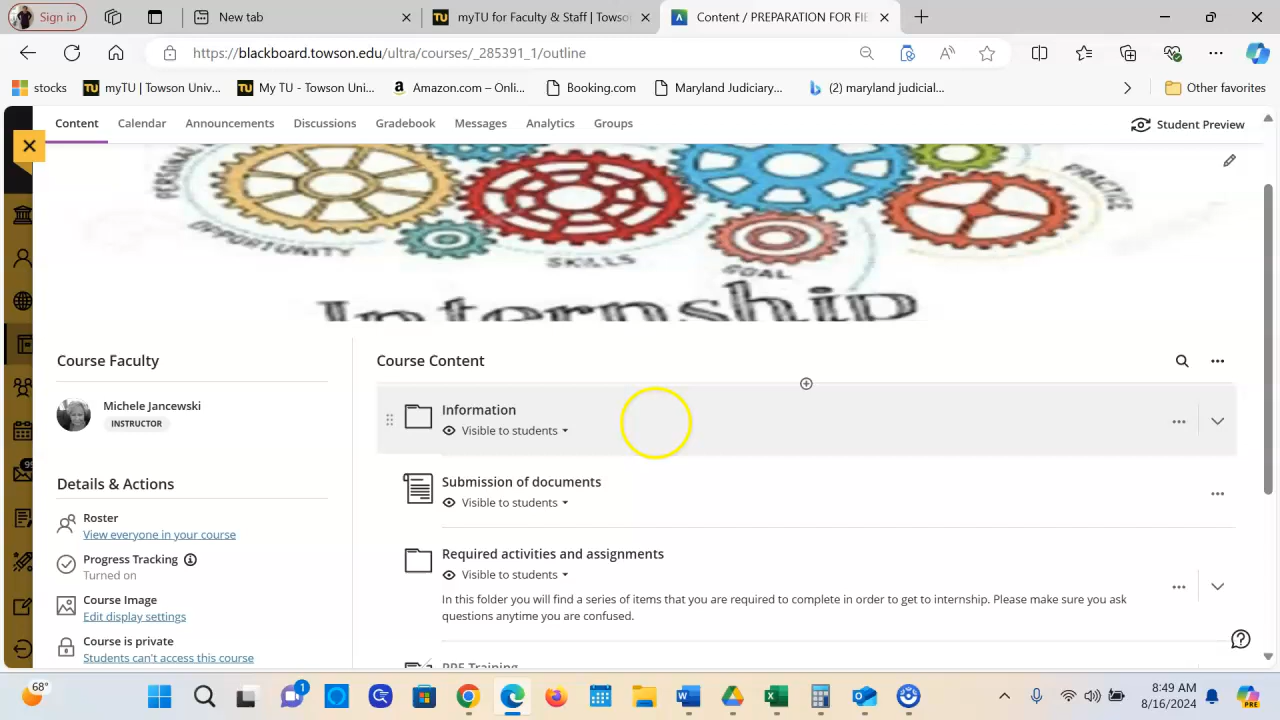 Sign in
New tab
myTU for Faculty & Staff | Towso
Content / PREPARATION FOR FIE
https://blackboard.towson.edu/ultra/courses/_285391_1/outline
stocks
myTU | Towson Univ...
My TU - Towson Uni...
Amazon.com – Onli...
Booking.com
Maryland Judiciary...
(2) maryland judicial...
Other favorites
Content
Calendar
Announcements
Discussions
Gradebook
Messages
Analytics
Groups
Student Preview
OPPORTUNITY
SKILLS
GOAL
PRACTICE
Internship
Course Faculty
Michele Jancewski
INSTRUCTOR
Details & Actions
Roster
View everyone in your course
Progress Tracking
Turned on
Course Image
Edit display settings
Course is private
Students can't access this course
Course Content
Information
Visible to students
Submission of documents
Visible to students
Required activities and assignments
Visible to students
In this folder you will find a series of items that you are required to complete in order to get to internship. Please make sure you ask
questions anytime you are confused.
PPE Training
68°
1
PRE
8:49 AM
8/16/2024